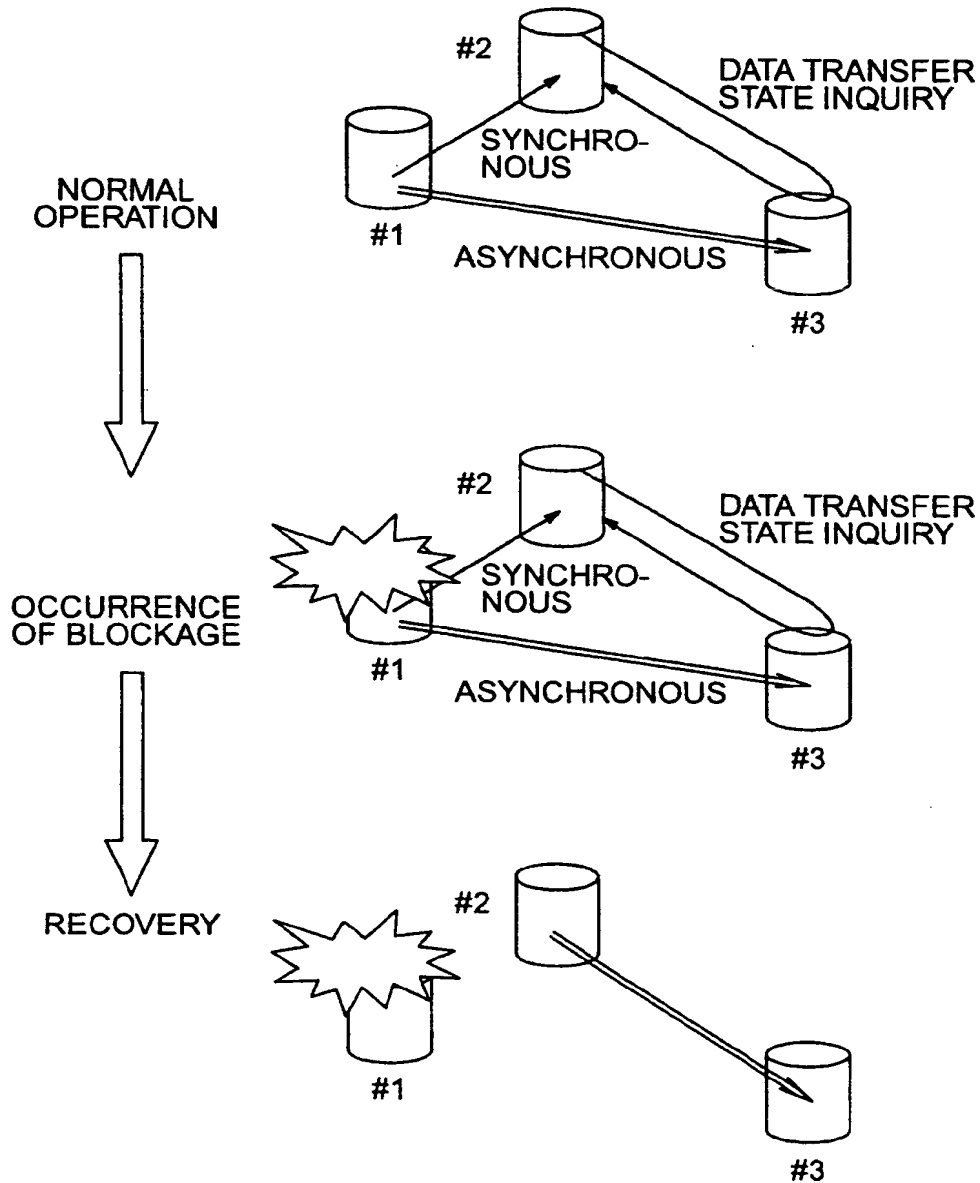 #2
DATA TRANSFER
STATE INQUIRY
SYNCHRO-
NOUS
NORMAL
OPERATION
#1
ASYNCHRONOUS
#3
#2
DATA TRANSFER
STATE INQUIRY
SYNCHRO-
NOUS
OCCURRENCE
OF BLOCKAGE
#1
ASYNCHRONOUS
#3
#2
RECOVERY
#1
#3